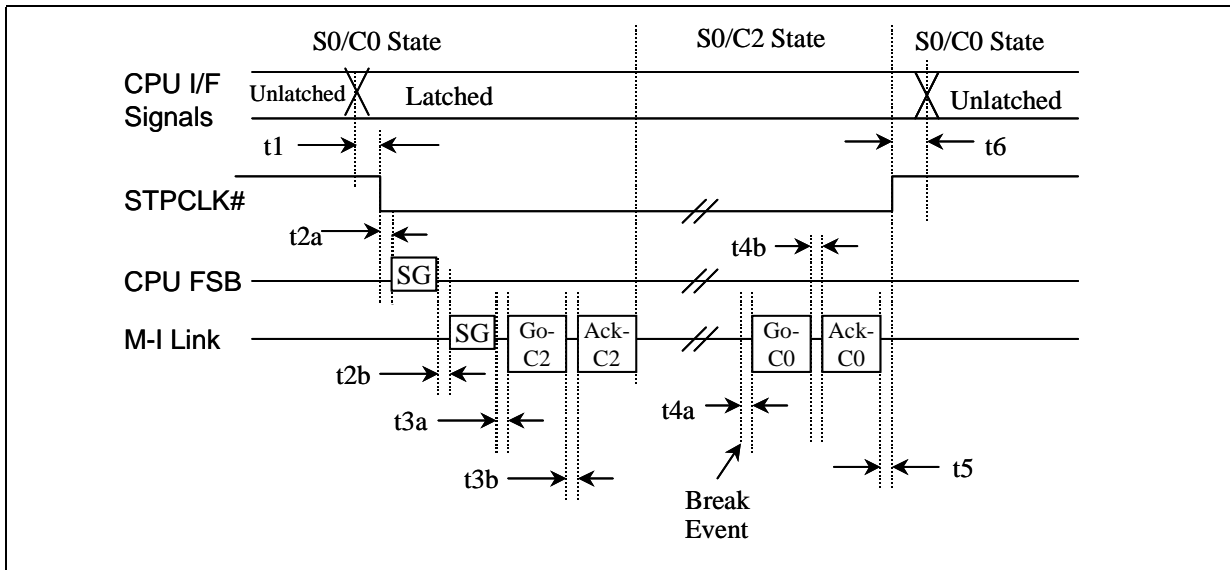 S0/C0 State
S0/C2 State
S0/C0 State
CPU I/F
Signals
Unlatched
Latched
Unlatched
t1
t6
STPCLK#
t2a
t4b
CPU FSB
SG
M-I Link
SG
Go-
C2
Ack-
C2
Go-
C0
Ack-
C0
t2b
t4a
t3a
t3b
t5
Break
Event